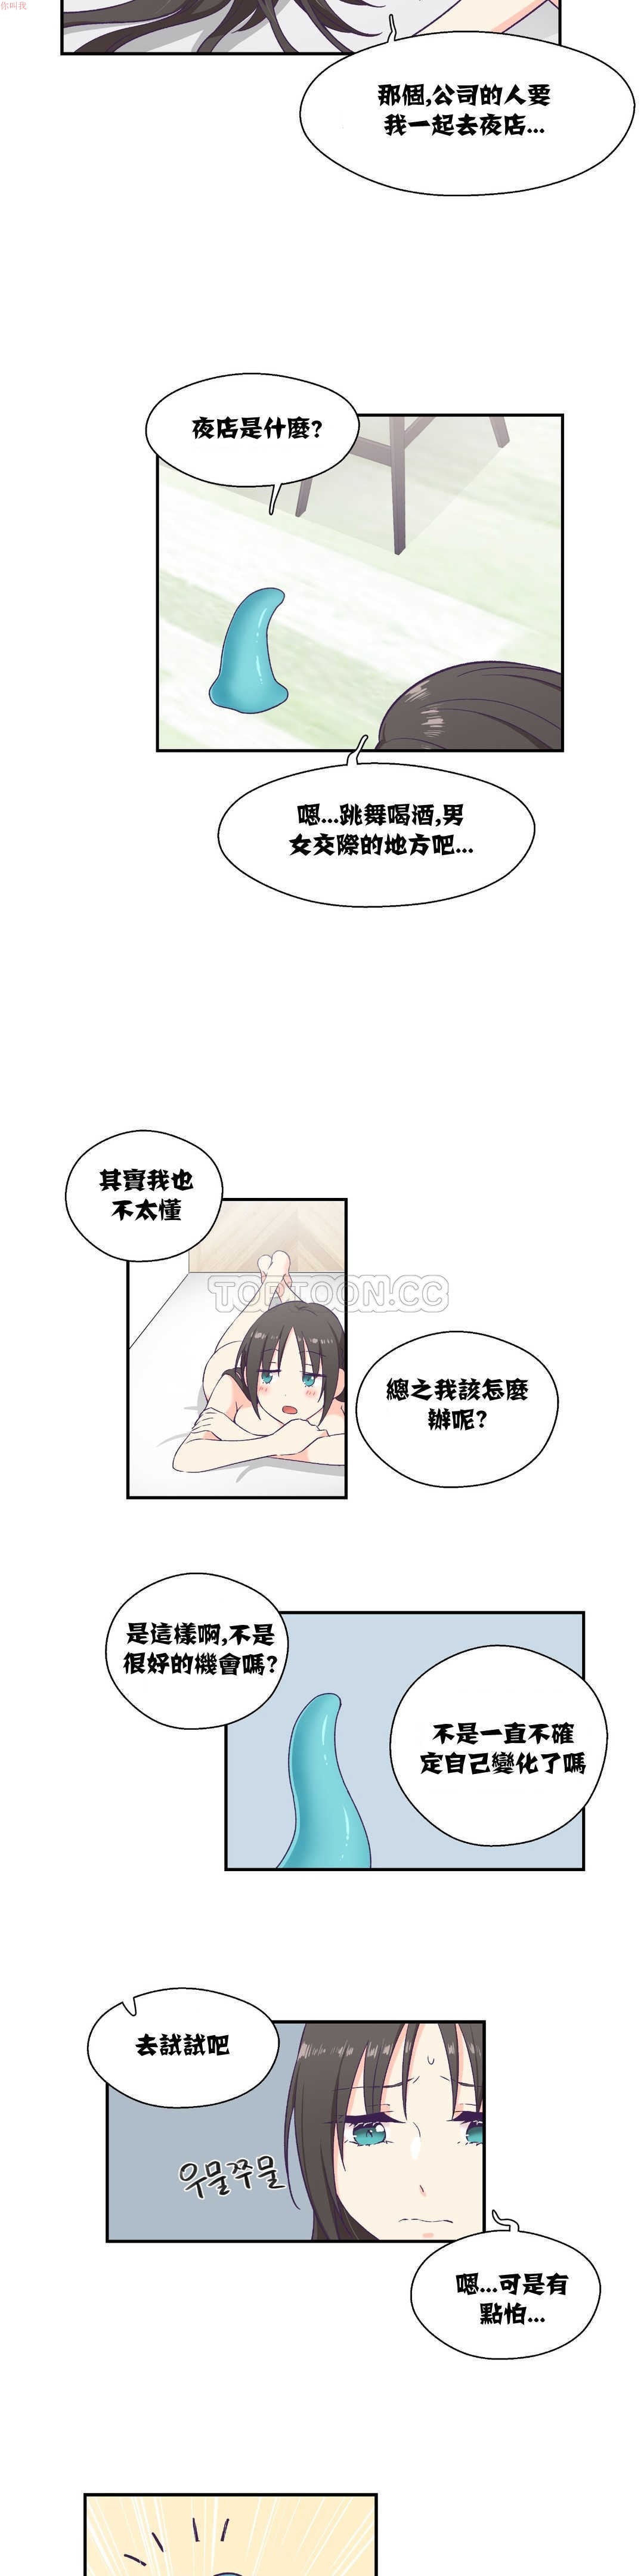 你叫我
那個,公司的人要
我一起去夜店...
夜店是什麼?
嗯...跳舞喝酒,男
女交際的地方吧...
其實我也
不太懂
TOPTOON.CC
總之我該怎麼
辦呢?
是這樣啊,不是
很好的機會嗎?
不是一直不確
定自己變化了嗎
去試試吧
우물쭈물
嗯...可是有
點怕...